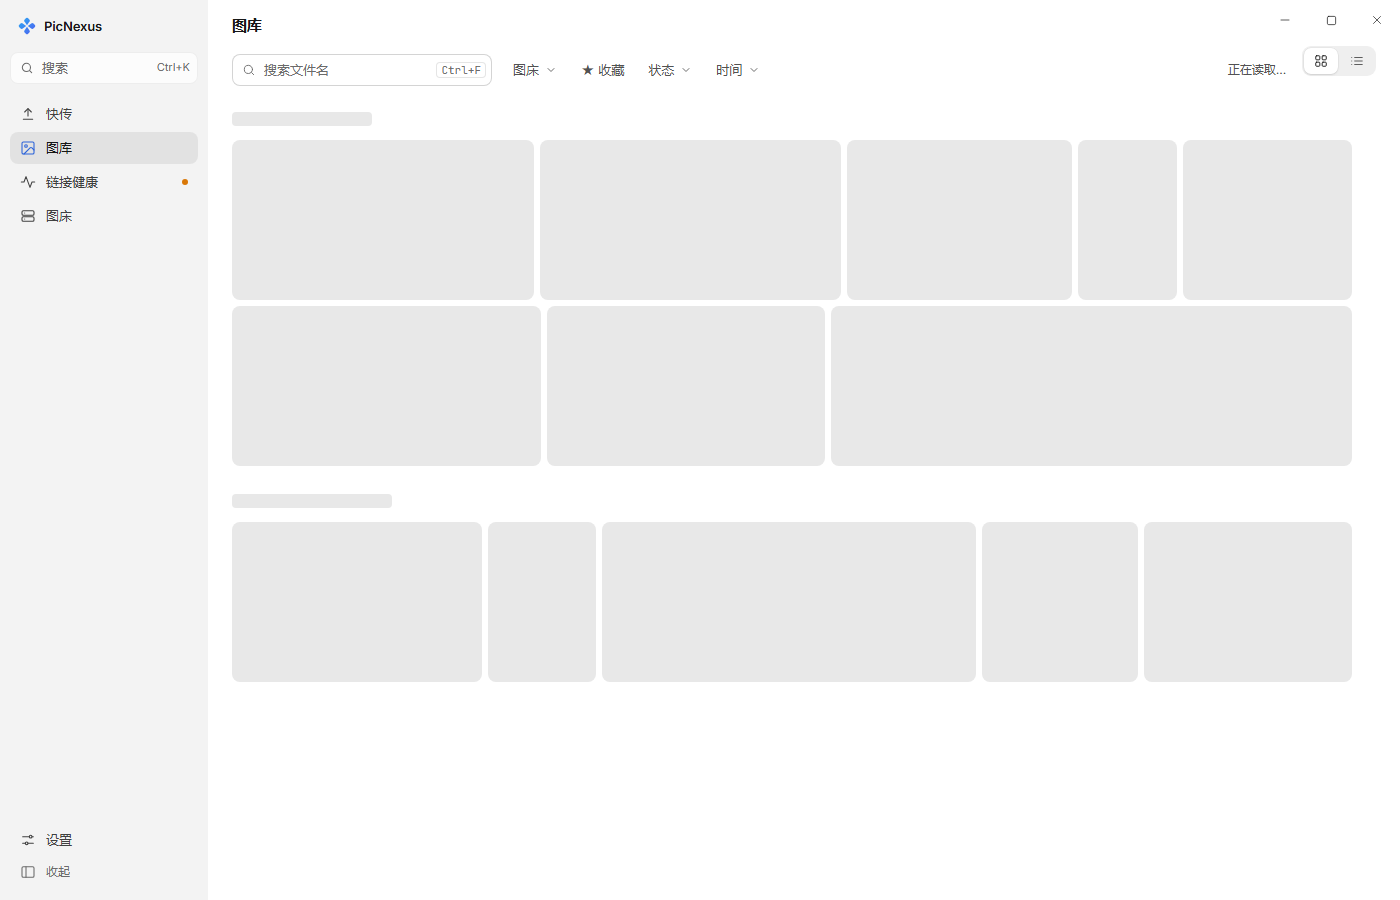 PicNexus
搜索 Ctrl+K
快传
图库
链接健康
图床
设置
收起
图库
搜索文件名 Ctrl+F 图床 ★ 收藏 状态 时间 正在读取...